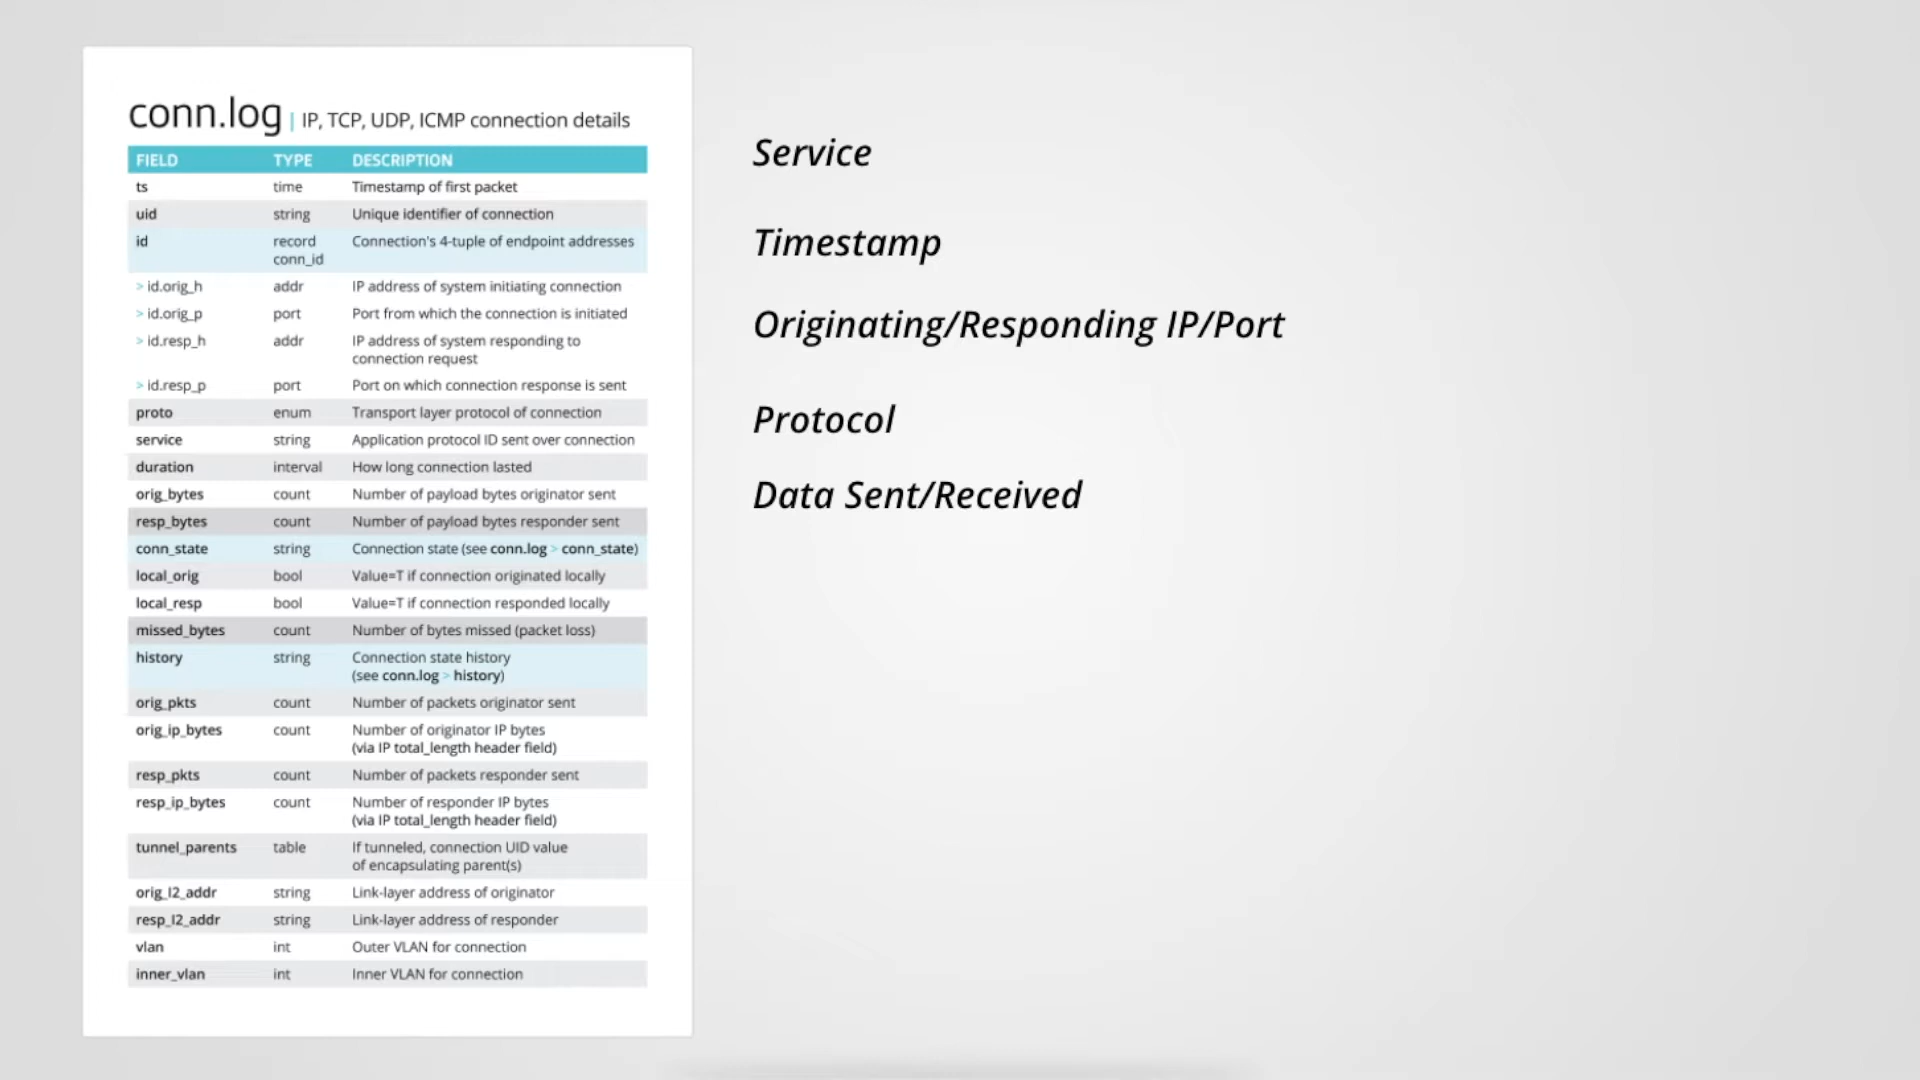 conn.log | IP, TCP, UDP, ICMP connection details
FIELD TYPE DESCRIPTION
ts time Timestamp of first packet
uid string Unique identifier of connection
id record Connection's 4-tuple of endpoint addresses
conn_id
> id.orig_h addr IP address of system initiating connection
> id.orig_p port Port from which the connection is initiated
> id.resp_h addr IP address of system responding to
connection request
> id.resp_p port Port on which connection response is sent
proto enum Transport layer protocol of connection
service string Application protocol ID sent over connection
duration interval How long connection lasted
orig_bytes count Number of payload bytes originator sent
resp_bytes count Number of payload bytes responder sent
conn_state string Connection state (see conn.log > conn_state)
local_orig bool Value=T if connection originated locally
local_resp bool Value=T if connection responded locally
missed_bytes count Number of bytes missed (packet loss)
history string Connection state history
(see conn.log > history)
orig_pkts count Number of packets originator sent
orig_ip_bytes count Number of originator IP bytes
(via IP total_length header field)
resp_pkts count Number of packets responder sent
resp_ip_bytes count Number of responder IP bytes
(via IP total_length header field)
tunnel_parents table If tunneled, connection UID value
of encapsulating parent(s)
orig_l2_addr string Link-layer address of originator
resp_l2_addr string Link-layer address of responder
vlan int Outer VLAN for connection
inner_vlan int Inner VLAN for connection
Service
Timestamp
Originating/Responding IP/Port
Protocol
Data Sent/Received